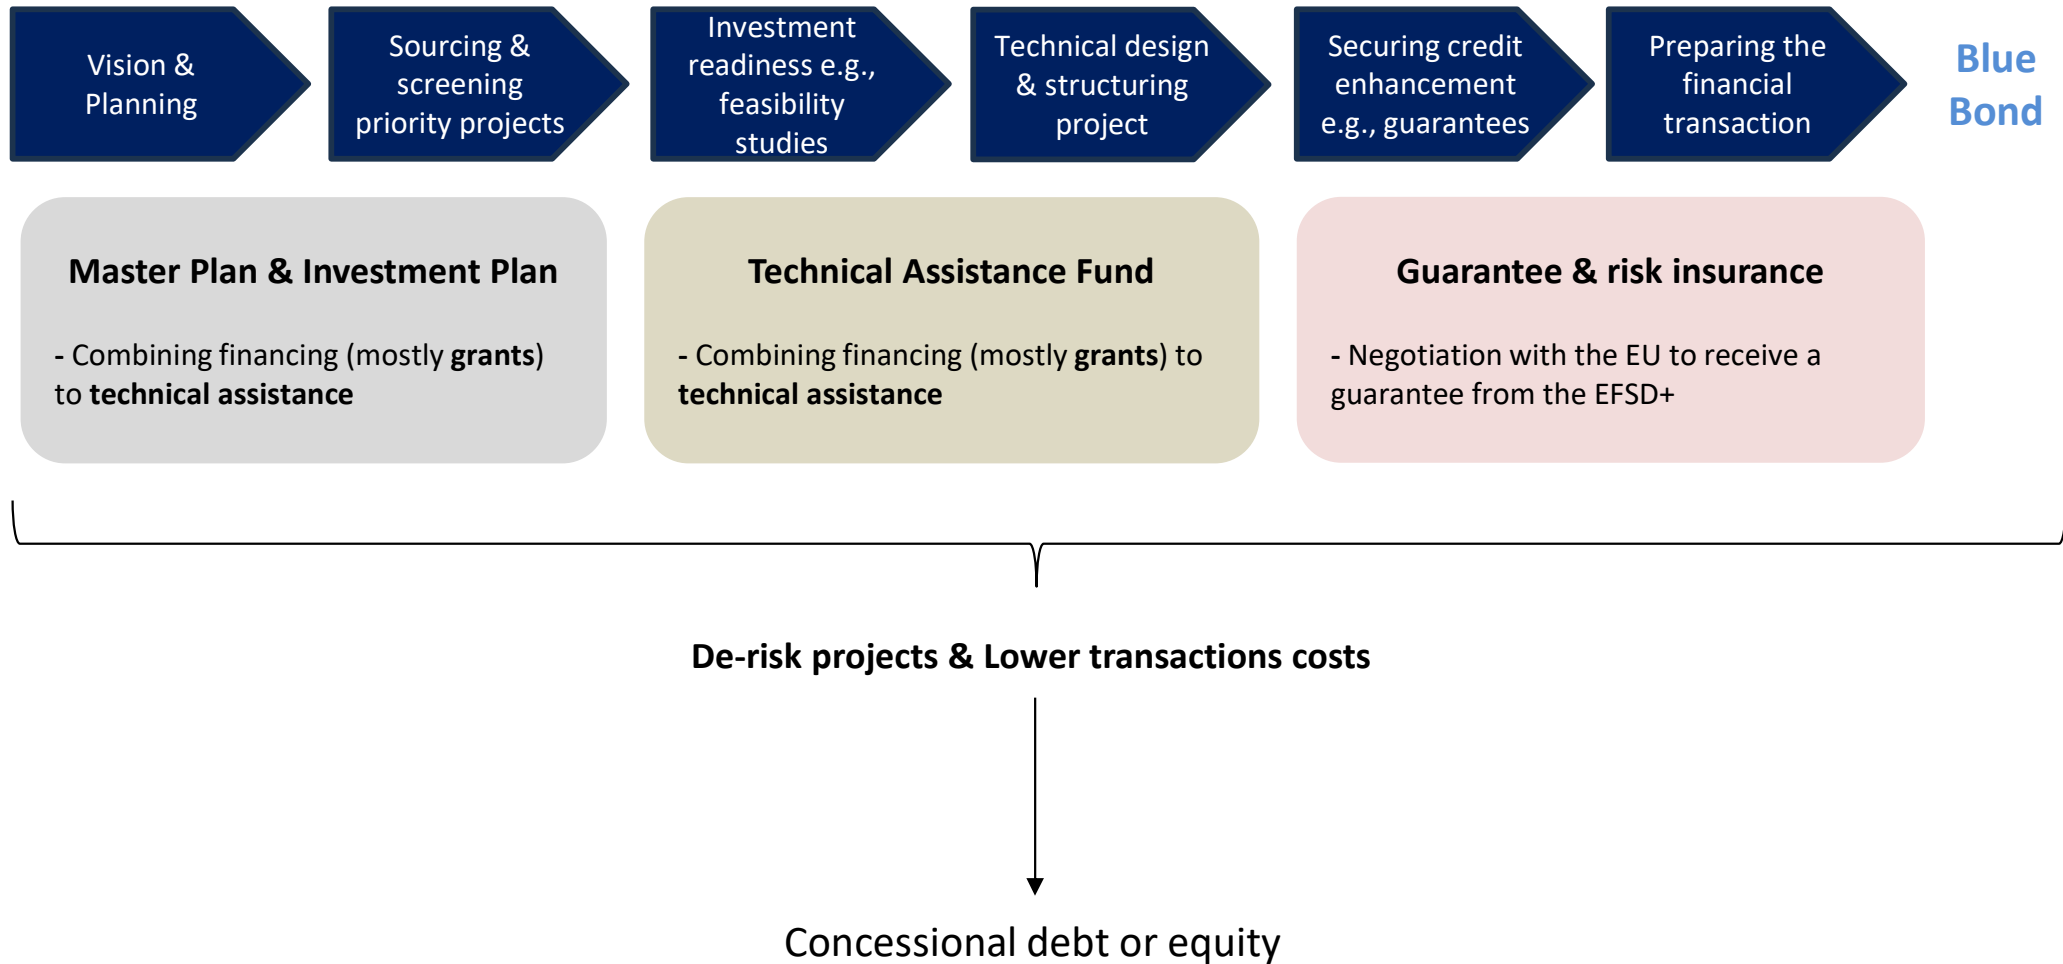 Vision &
Planning
Sourcing &
screening
priority projects
Investment
readiness e.g.,
feasibility
studies
Technical design
& structuring
project
Securing credit
enhancement
e.g., guarantees
Preparing the
financial
transaction
Blue
Bond
Master Plan & Investment Plan
- Combining financing (mostly grants)
to technical assistance
Technical Assistance Fund
- Combining financing (mostly grants) to
technical assistance
Guarantee & risk insurance
- Negotiation with the EU to receive a
guarantee from the EFSD+
De-risk projects & Lower transactions costs
Concessional debt or equity